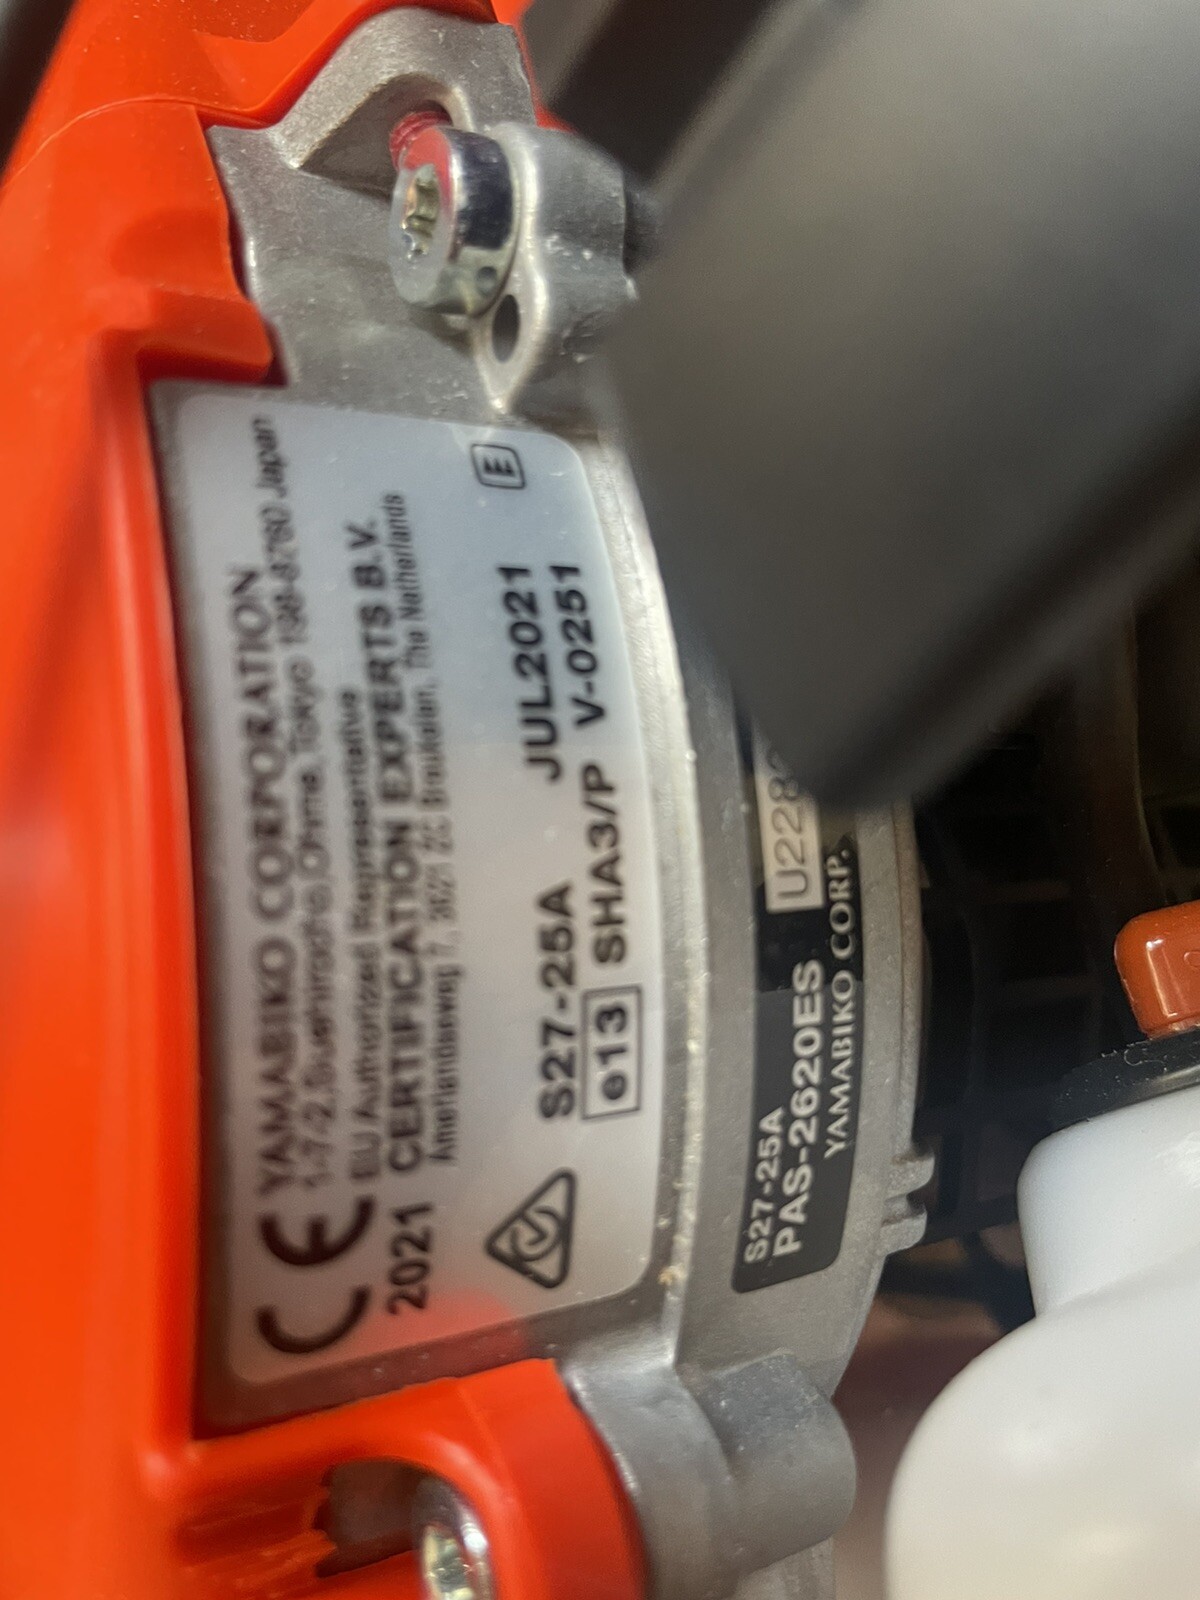 YAMABIKO CORPORATION
1-7-2,Suehirocho,Ohme,Tokyo 198-8760 Japan
EU Authorized Representative
CE
2021 CERTIFICATION EXPERTS B.V.
Amerlandseweg 7, 3621 ZC Breukelen, The Netherlands
E
S27-25A JUL2021
e13 SHA3/P V-0251
S27-25A
PAS-2620ES U228
YAMABIKO CORP.